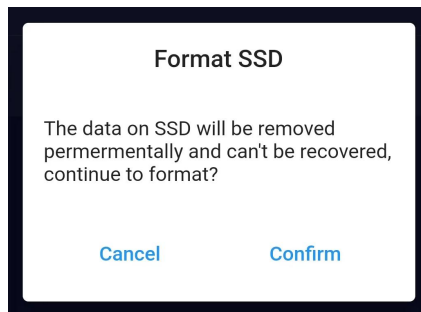 Format SSD
The data on SSD will be removed
permermentally and can't be recovered,
continue to format?
Cancel Confirm